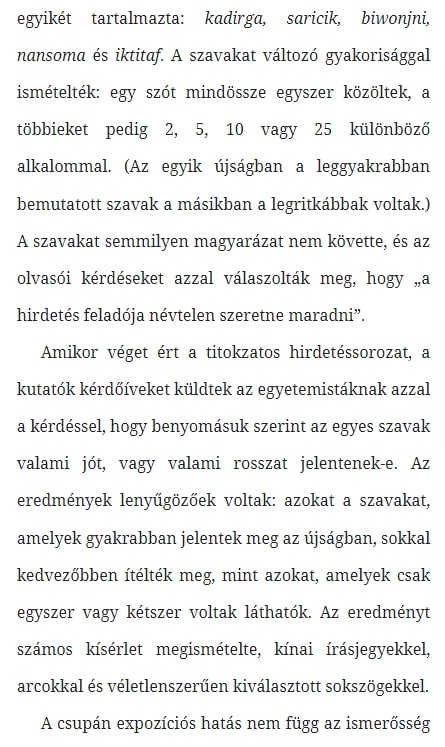 egyikét tartalmazta: kadirga, saricik, biwonjni,
nansoma és iktitaf. A szavakat változó gyakorisággal
ismételték: egy szót mindössze egyszer közöltek, a
többieket pedig 2, 5, 10 vagy 25 különböző
alkalommal. (Az egyik újságban a leggyakrabban
bemutatott szavak a másikban a legritkábbak voltak.)
A szavakat semmilyen magyarázat nem követte, és az
olvasói kérdéseket azzal válaszolták meg, hogy „a
hirdetés feladója névtelen szeretne maradni”.
Amikor véget ért a titokzatos hirdetéssorozat, a
kutatók kérdőíveket küldtek az egyetemistáknak azzal
a kérdéssel, hogy benyomásuk szerint az egyes szavak
valami jót, vagy valami rosszat jelentenek-e. Az
eredmények lenyűgözőek voltak: azokat a szavakat,
amelyek gyakrabban jelentek meg az újságban, sokkal
kedvezőbben ítélték meg, mint azokat, amelyek csak
egyszer vagy kétszer voltak láthatók. Az eredményt
számos kísérlet megismételte, kínai írásjegyekkel,
arcokkal és véletlenszerűen kiválasztott sokszögekkel.
A csupán expozíciós hatás nem függ az ismerősség